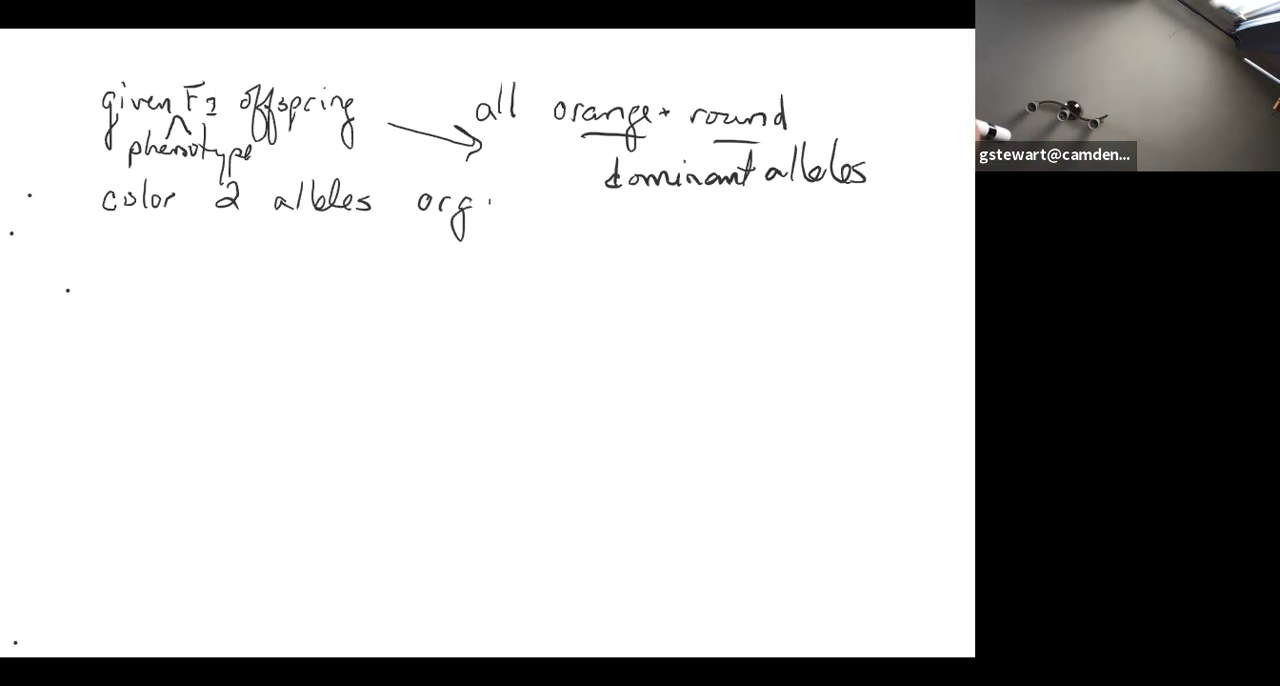 given F1 offspring all orange + round
phenotype dominant alleles
color 2 alleles org
gstewart@camden...